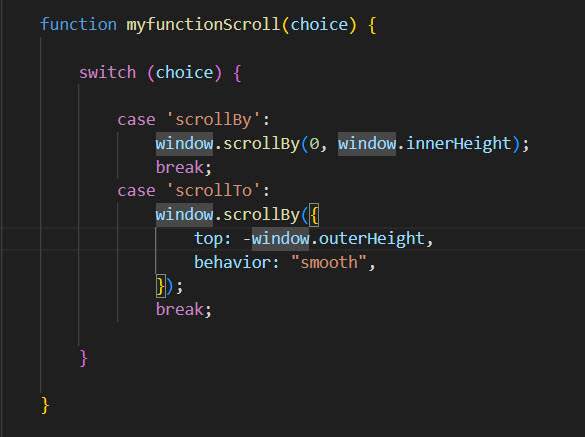 function myfunctionScroll(choice) {
switch (choice) {
case 'scrollBy':
window.scrollBy(0, window.innerHeight);
break;
case 'scrollTo':
window.scrollBy({
top: -window.outerHeight,
behavior: "smooth",
});
break;
}
}